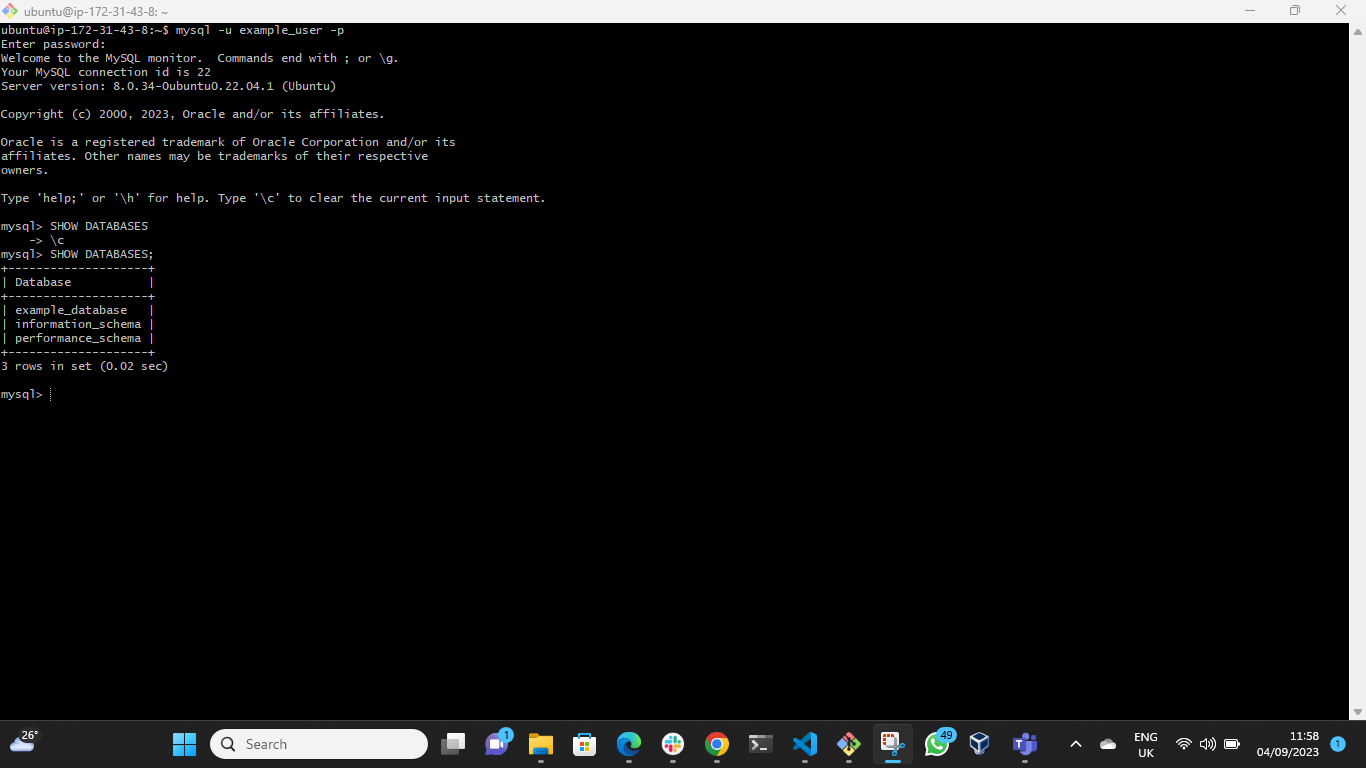 ubuntu@ip-172-31-43-8: ~
ubuntu@ip-172-31-43-8:~$ mysql -u example_user -p
Enter password:
Welcome to the MySQL monitor.  Commands end with ; or \g.
Your MySQL connection id is 22
Server version: 8.0.34-0ubuntu0.22.04.1 (Ubuntu)
Copyright (c) 2000, 2023, Oracle and/or its affiliates.
Oracle is a registered trademark of Oracle Corporation and/or its
affiliates. Other names may be trademarks of their respective
owners.
Type 'help;' or '\h' for help. Type '\c' to clear the current input statement.
mysql> SHOW DATABASES
    -> \c
mysql> SHOW DATABASES;
+--------------------+
| Database           |
+--------------------+
| example_database   |
| information_schema |
| performance_schema |
+--------------------+
3 rows in set (0.02 sec)
mysql>
26°
Search
1
49
ENG
UK
11:58
04/09/2023
1